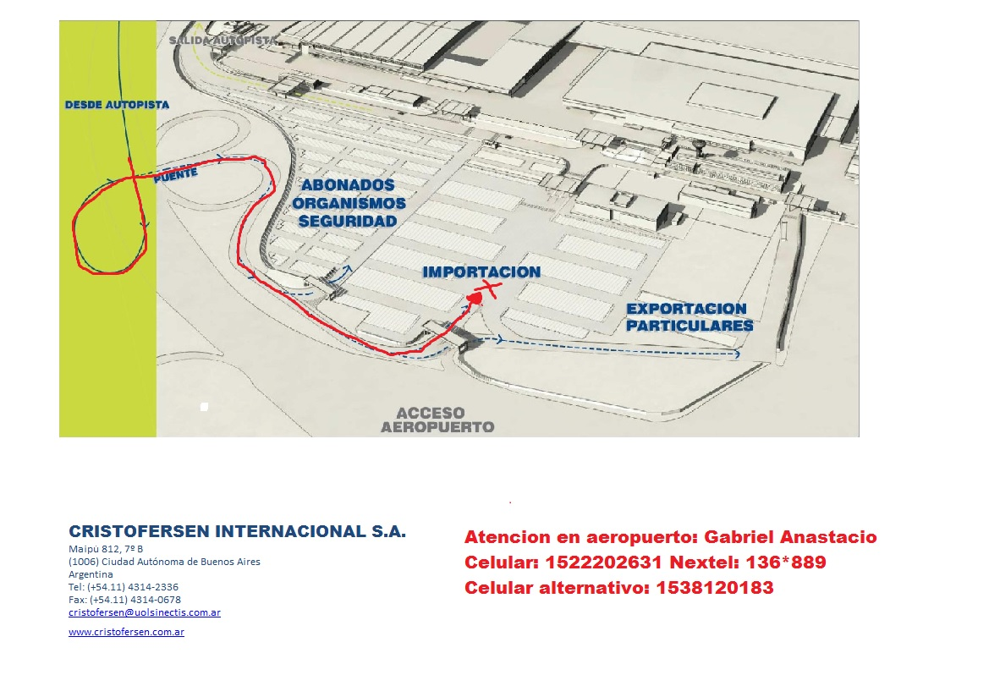 SALIDA AUTOPISTA
DESDE AUTOPISTA
PUENTE
ABONADOS
ORGANISMOS
SEGURIDAD
IMPORTACION
EXPORTACION
PARTICULARES
ACCESO
AEROPUERTO
CRISTOFERSEN INTERNACIONAL S.A.
Maipú 812, 7º B
(1006) Ciudad Autónoma de Buenos Aires
Argentina
Tel: (+54.11) 4314-2336
Fax: (+54.11) 4314-0678
cristofersen@uolsinectis.com.ar
www.cristofersen.com.ar
Atencion en aeropuerto: Gabriel Anastacio
Celular: 1522202631 Nextel: 136*889
Celular alternativo: 1538120183